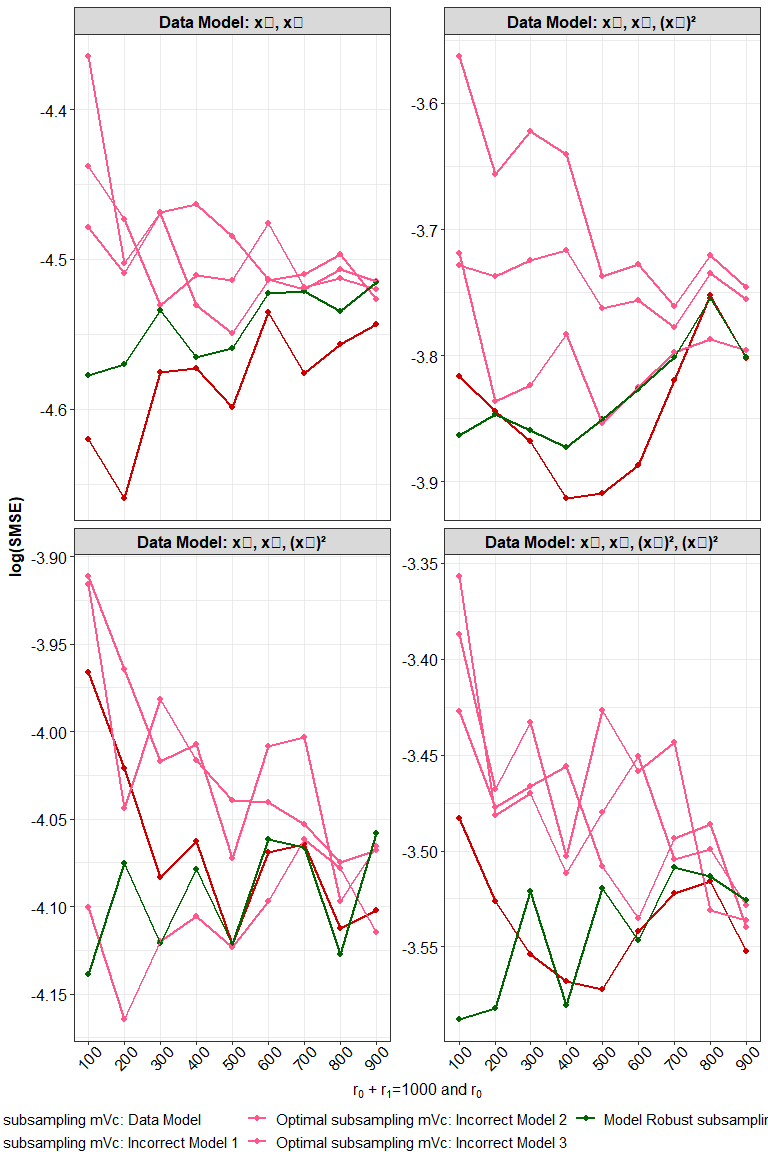 Data Model: x▯, x▯
Data Model: x▯, x▯, (x▯)²
-4.4
-4.5
-4.6
-3.6
-3.7
-3.8
-3.9
log(SMSE)
Data Model: x▯, x▯, (x▯)²
Data Model: x▯, x▯, (x▯)², (x▯)²
-3.90
-3.95
-4.00
-4.05
-4.10
-4.15
-3.35
-3.40
-3.45
-3.50
-3.55
100 200 300 400 500 600 700 800 900
100 200 300 400 500 600 700 800 900
r₀ + r₁=1000 and r₀
subsampling mVc: Data Model
Optimal subsampling mVc: Incorrect Model 2
Model Robust subsamplin
subsampling mVc: Incorrect Model 1
Optimal subsampling mVc: Incorrect Model 3